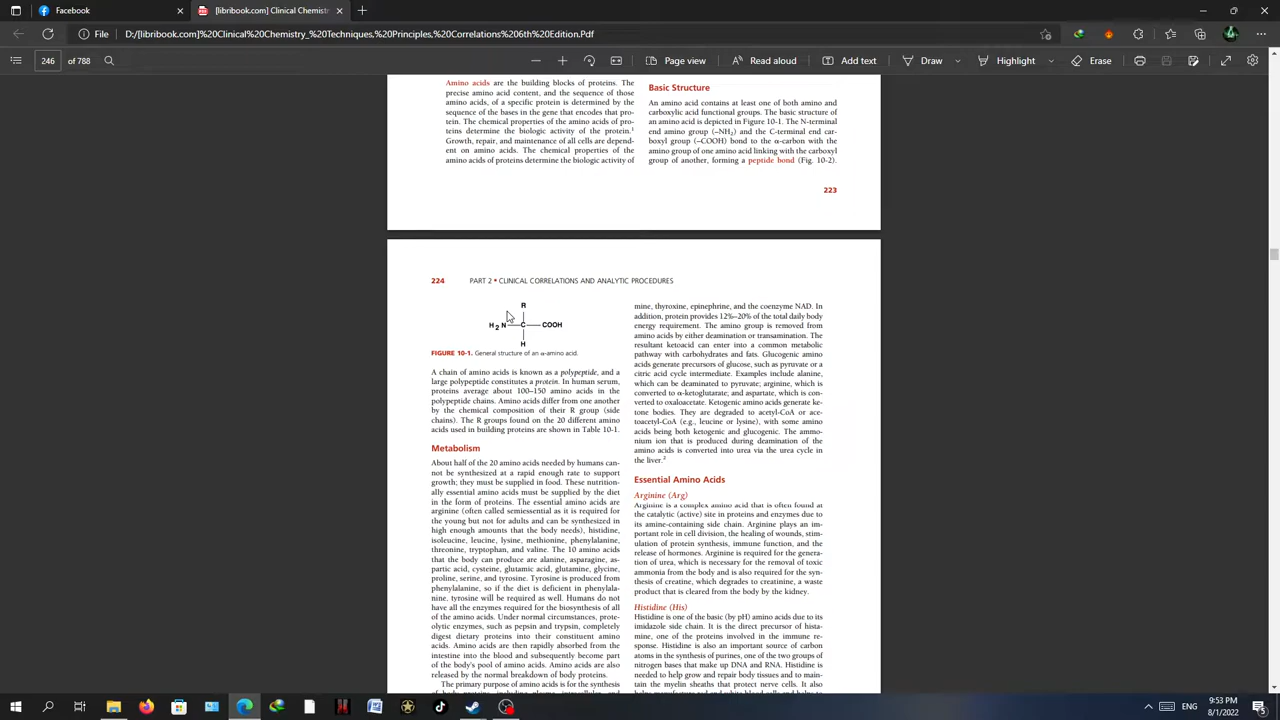 Facebook
Clinical Chemistry
File
D:/[libribook.com]%20Clinical%20Chemistry_Techniques%20Principles%20Correlations%206th%20Edition.Pdf
246
of 788
Page view
Read aloud
Add text
Draw
Highlight
Erase
Amino acids are the building blocks of proteins. The
precise amino acid content, and the sequence of those
amino acids, of a specific protein is determined by the
sequence of the bases in the gene that encodes that pro-
tein. The chemical properties of the amino acids of pro-
teins determine the biologic activity of the protein.1
Growth, repair, and maintenance of all cells are depend-
ent on amino acids. The chemical properties of the
amino acids of proteins determine the biologic activity of
Basic Structure
An amino acid contains at least one of both amino and
carboxylic acid functional groups. The basic structure of
an amino acid is depicted in Figure 10-1. The N-terminal
end amino group (–NH2) and the C-terminal end car-
boxyl group (–COOH) bond to the α-carbon with the
amino group of one amino acid linking with the carboxyl
group of another, forming a peptide bond (Fig. 10-2).
223
224
PART 2 • CLINICAL CORRELATIONS AND ANALYTIC PROCEDURES
R
H2N C COOH
H
FIGURE 10-1. General structure of an α-amino acid.
A chain of amino acids is known as a polypeptide, and a
large polypeptide constitutes a protein. In human serum,
proteins average about 100–150 amino acids in the
polypeptide chains. Amino acids differ from one another
by the chemical composition of their R group (side
chains). The R groups found on the 20 different amino
acids used in building proteins are shown in Table 10-1.
Metabolism
About half of the 20 amino acids needed by humans can-
not be synthesized at a rapid enough rate to support
growth; they must be supplied in food. These nutrition-
ally essential amino acids must be supplied by the diet
in the form of proteins. The essential amino acids are
arginine (often called semiessential as it is required for
the young but not for adults and can be synthesized in
high enough amounts that the body needs), histidine,
isoleucine, leucine, lysine, methionine, phenylalanine,
threonine, tryptophan, and valine. The 10 amino acids
that the body can produce are alanine, asparagine, as-
partic acid, cysteine, glutamic acid, glutamine, glycine,
proline, serine, and tyrosine. Tyrosine is produced from
phenylalanine, so if the diet is deficient in phenylala-
nine, tyrosine will be required as well. Humans do not
have all the enzymes required for the biosynthesis of all
of the amino acids. Under normal circumstances, prote-
olytic enzymes, such as pepsin and trypsin, completely
digest dietary proteins into their constituent amino
acids. Amino acids are then rapidly absorbed from the
intestine into the blood and subsequently become part
of the body's pool of amino acids. Amino acids are also
released by the normal breakdown of body proteins.
The primary purpose of amino acids is for the synthesis
of body proteins, including plasma, intracellular, and
mine, thyroxine, epinephrine, and the coenzyme NAD. In
addition, protein provides 12%–20% of the total daily body
energy requirement. The amino group is removed from
amino acids by either deamination or transamination. The
resultant ketoacid can enter into a common metabolic
pathway with carbohydrates and fats. Glucogenic amino
acids generate precursors of glucose, such as pyruvate or a
citric acid cycle intermediate. Examples include alanine,
which can be deaminated to pyruvate; arginine, which is
converted to α-ketoglutarate; and aspartate, which is con-
verted to oxaloacetate. Ketogenic amino acids generate ke-
tone bodies. They are degraded to acetyl-CoA or ace-
toacetyl-CoA (e.g., leucine or lysine), with some amino
acids being both ketogenic and glucogenic. The ammo-
nium ion that is produced during deamination of the
amino acids is converted into urea via the urea cycle in
the liver.2
Essential Amino Acids
Arginine (Arg)
Arginine is a complex amino acid that is often found at
the catalytic (active) site in proteins and enzymes due to
its amine-containing side chain. Arginine plays an im-
portant role in cell division, the healing of wounds, stim-
ulation of protein synthesis, immune function, and the
release of hormones. Arginine is required for the genera-
tion of urea, which is necessary for the removal of toxic
ammonia from the body and is also required for the syn-
thesis of creatine, which degrades to creatinine, a waste
product that is cleared from the body by the kidney.
Histidine (His)
Histidine is one of the basic (by pH) amino acids due to its
imidazole side chain. It is the direct precursor of hista-
mine, one of the proteins involved in the immune re-
sponse. Histidine is also an important source of carbon
atoms in the synthesis of purines, one of the two groups of
nitrogen bases that make up DNA and RNA. Histidine is
needed to help grow and repair body tissues and to main-
tain the myelin sheaths that protect nerve cells. It also
helps manufacture red and white blood cells and helps to
ENG
9:53 PM
8/1/2022